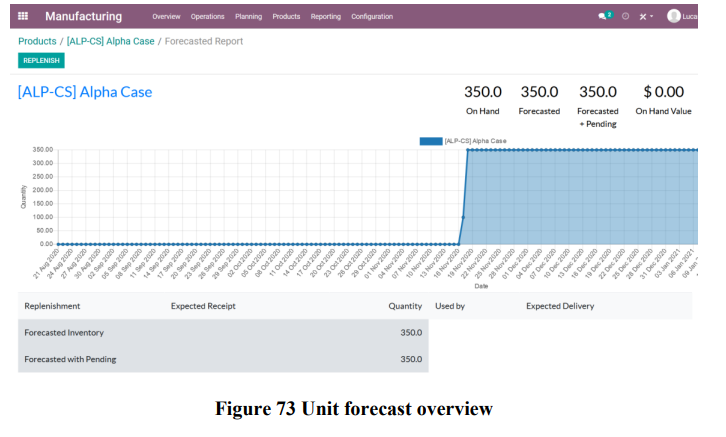 Manufacturing Overview Operations Planning Products Reporting Configuration 2 Luca
Products / [ALP-CS] Alpha Case / Forecasted Report
REPLENISH
[ALP-CS] Alpha Case
350.0 350.0 350.0 $ 0.00
On Hand Forecasted Forecasted On Hand Value
+ Pending
[ALP-CS] Alpha Case
Quantity
350.00
300.00
250.00
200.00
150.00
100.00
50.00
0.00
21 Aug 2020
24 Aug 2020
27 Aug 2020
30 Aug 2020
02 Sep 2020
05 Sep 2020
08 Sep 2020
11 Sep 2020
14 Sep 2020
17 Sep 2020
20 Sep 2020
23 Sep 2020
26 Sep 2020
29 Sep 2020
02 Oct 2020
05 Oct 2020
08 Oct 2020
11 Oct 2020
14 Oct 2020
17 Oct 2020
20 Oct 2020
23 Oct 2020
26 Oct 2020
29 Oct 2020
01 Nov 2020
04 Nov 2020
07 Nov 2020
10 Nov 2020
13 Nov 2020
16 Nov 2020
19 Nov 2020
22 Nov 2020
25 Nov 2020
28 Nov 2020
01 Dec 2020
04 Dec 2020
07 Dec 2020
10 Dec 2020
13 Dec 2020
16 Dec 2020
19 Dec 2020
22 Dec 2020
25 Dec 2020
28 Dec 2020
31 Dec 2020
03 Jan 2021
06 Jan 2021
09 Jan
Date
Replenishment Expected Receipt Quantity Used by Expected Delivery
Forecasted Inventory 350.0
Forecasted with Pending 350.0
Figure 73 Unit forecast overview